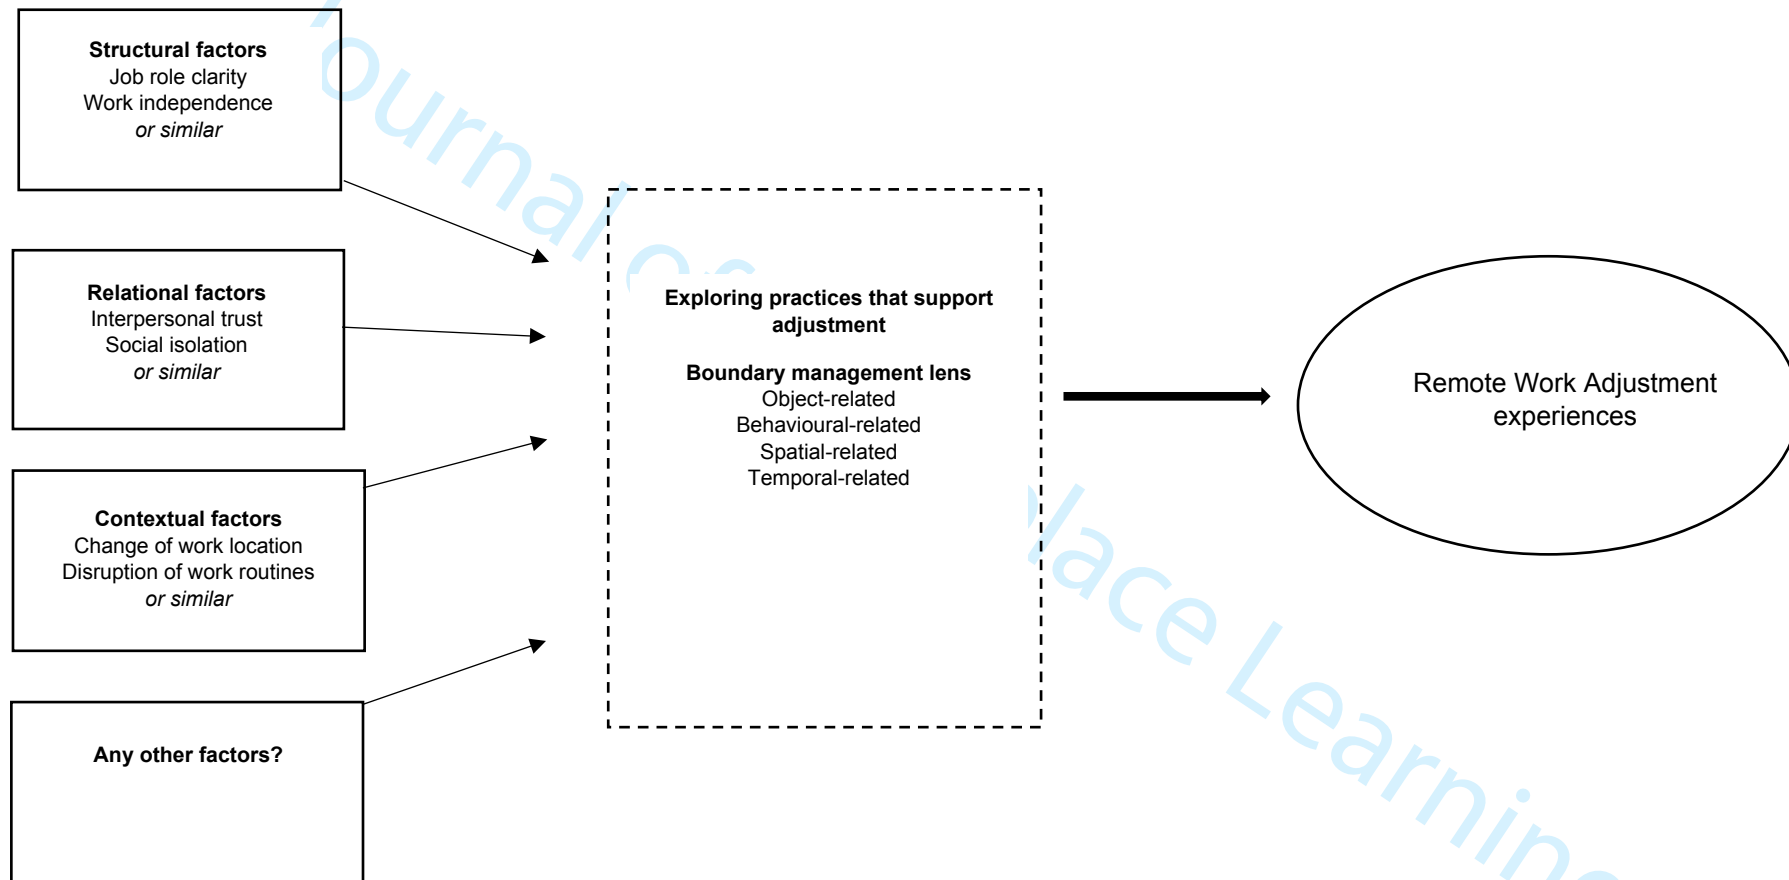 Structural factors
Job role clarity
Work independence
or similar
Relational factors
Interpersonal trust
Social isolation
or similar
Contextual factors
Change of work location
Disruption of work routines
or similar
Any other factors?
Exploring practices that support
adjustment
Boundary management lens
Object-related
Behavioural-related
Spatial-related
Temporal-related
Remote Work Adjustment
experiences